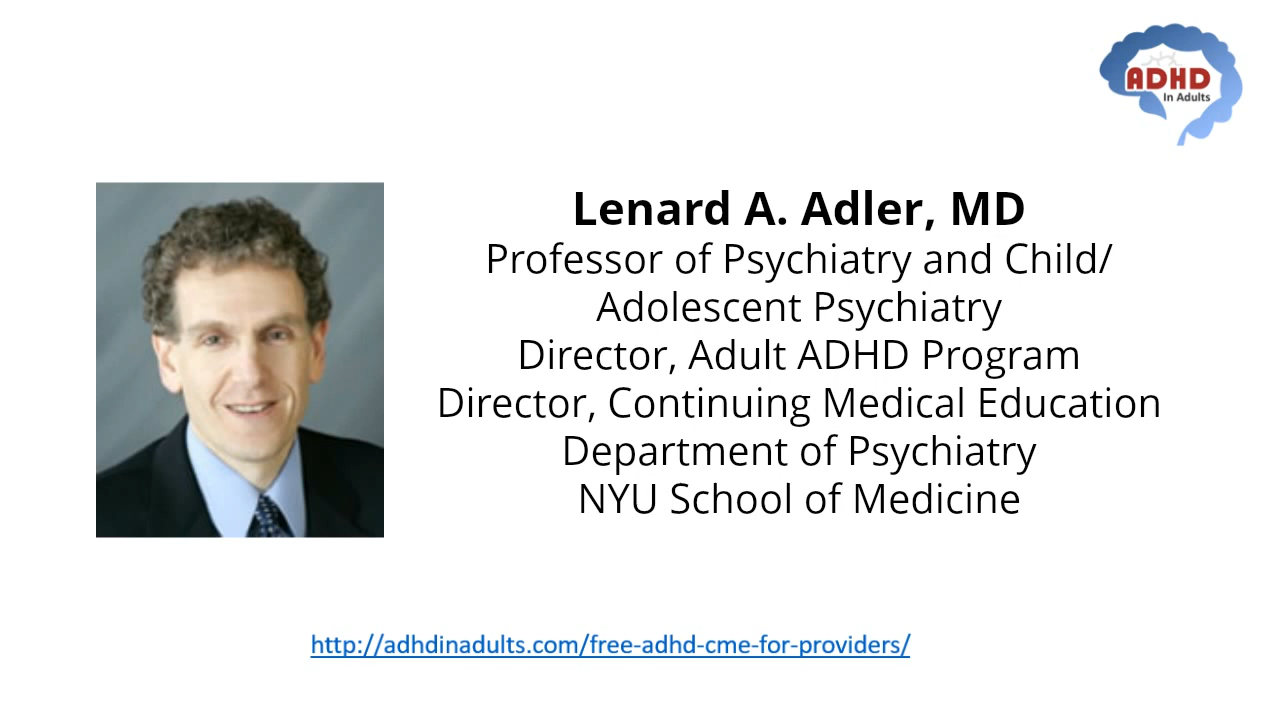 ADHD
In Adults
Lenard A. Adler, MD
Professor of Psychiatry and Child/
Adolescent Psychiatry
Director, Adult ADHD Program
Director, Continuing Medical Education
Department of Psychiatry
NYU School of Medicine
http://adhdinadults.com/free-adhd-cme-for-providers/